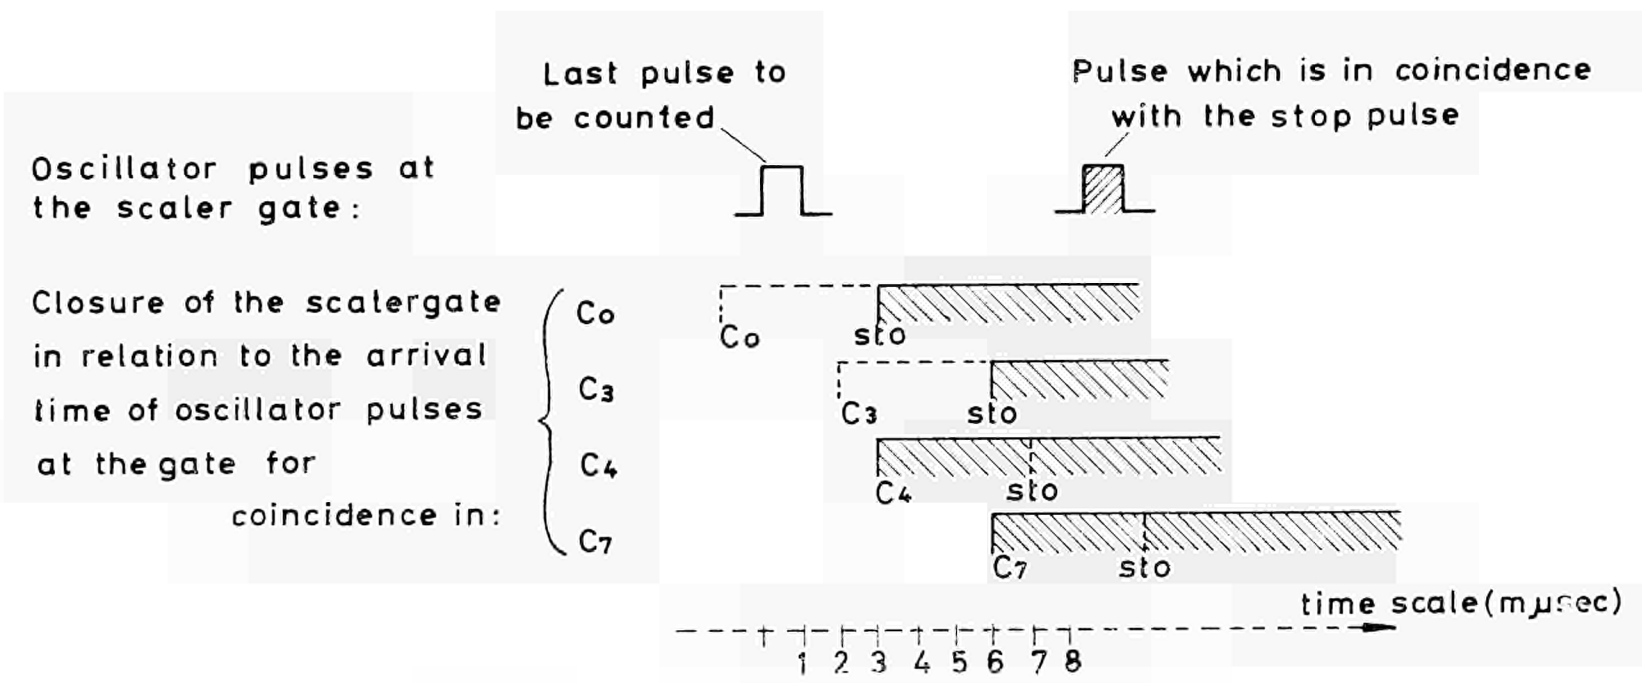 Last pulse to
be counted
Pulse which is in coincidence
with the stop pulse
Oscillator pulses at
the scaler gate:
Closure of the scalergate
in relation to the arrival
time of oscillator pulses
at the gate for
coincidence in:
Co
C3
C4
C7
Co sto
C3 sto
C4 sto
C7 sto
time scale (mµsec)
1 2 3 4 5 6 7 8